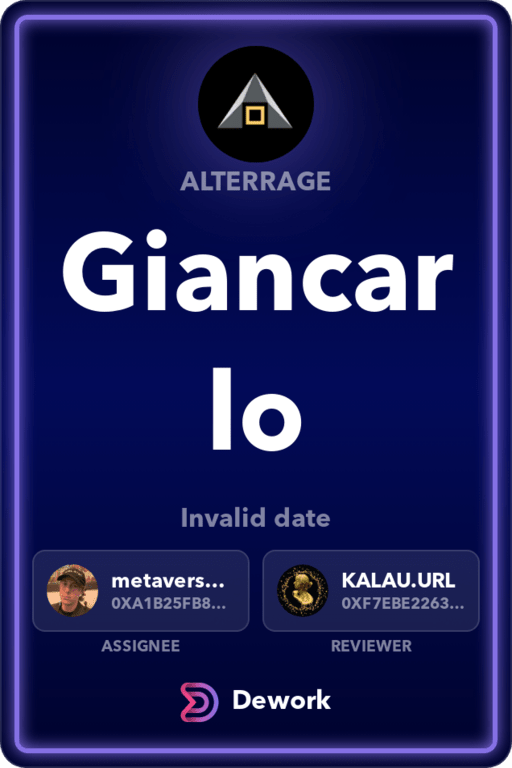 ALTERRAGE
Giancar
lo
Invalid date
metavers...
0XA1B25FB8...
ASSIGNEE
KALAU.URL
0XF7EBE2263...
REVIEWER
Dework